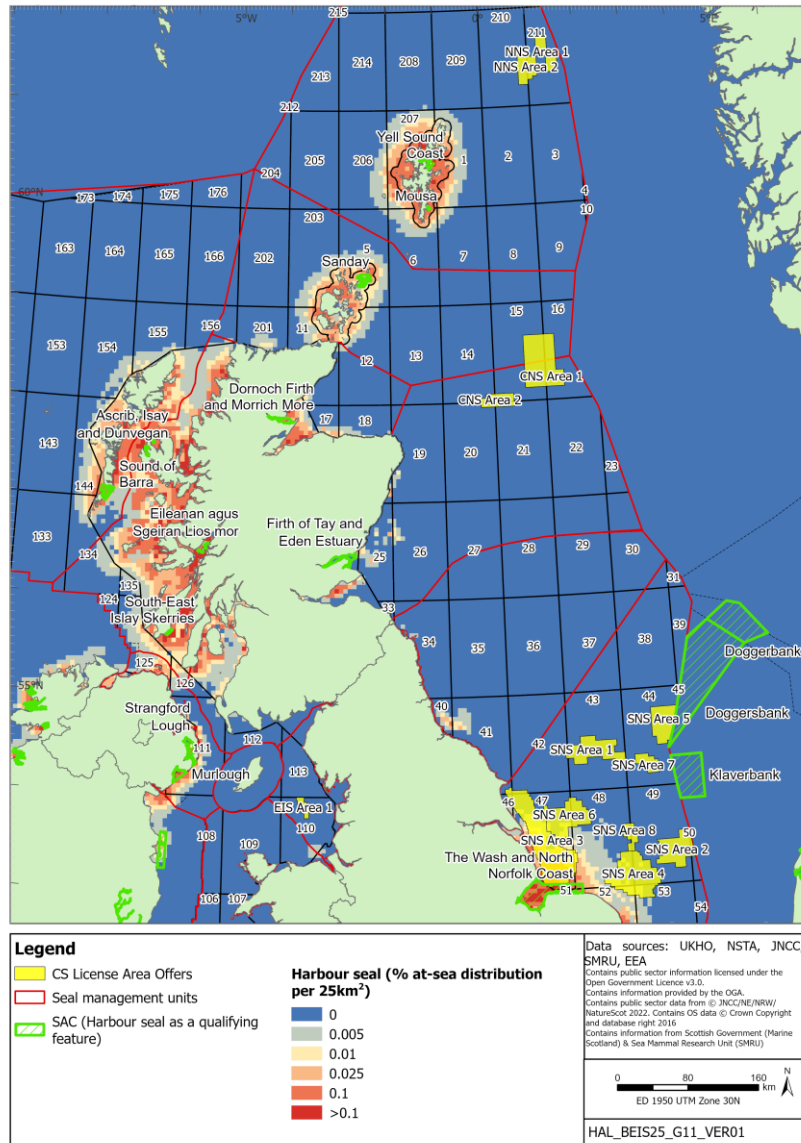 5°W
0°
5°E
215
210
211
NNS Area 1
NNS Area 2
213
214
208
209
212
207
Yell Sound
Coast
205
206
1
2
3
204
60°N
173
174
175
176
Mousa
4
10
203
163
164
165
166
202
5
6
7
8
9
Sanday
15
16
153
154
155
156
201
11
12
13
14
CNS Area 1
Dornoch Firth
and Morrich More
CNS Area 2
Ascrib, Isay
and Dunvegan
17
18
143
19
20
21
22
23
Sound of
Barra
144
Eileanan agus
Sgeiran Lios mor
Firth of Tay and
Eden Estuary
133
134
25
26
27
28
29
30
135
124
31
33
South-East
Islay Skerries
34
35
37
38
39
Doggerbank
125
55°N
126
45
Strangford
Lough
40
41
43
44
SNS Area 5
Doggersbank
111
112
42
SNS Area 1
Murlough
113
SNS Area 7
Klaverbank
EIS Area 1
46
47
48
49
108
110
SNS Area 6
109
SNS Area 3
SNS Area 8
50
SNS Area 2
The Wash and North
Norfolk Coast
SNS Area 4
106
107
51
52
53
54
Legend
CS License Area Offers
Seal management units
SAC (Harbour seal as a qualifying
feature)
Harbour seal (% at-sea distribution
per 25km²)
0
0.005
0.01
0.025
0.1
>0.1
Data sources: UKHO, NSTA, JNCC,
SMRU, EEA
Contains public sector information licensed under the
Open Government Licence v3.0.
Contains information provided by the OGA.
Contains public sector data from © JNCC/NE/NRW/
NatureScot 2022. Contains OS data © Crown Copyright
and database right 2016
Contains information from Scottish Government (Marine
Scotland) & Sea Mammal Research Unit (SMRU)
0 80 160
km
N
ED 1950 UTM Zone 30N
HAL_BEIS25_G11_VER01